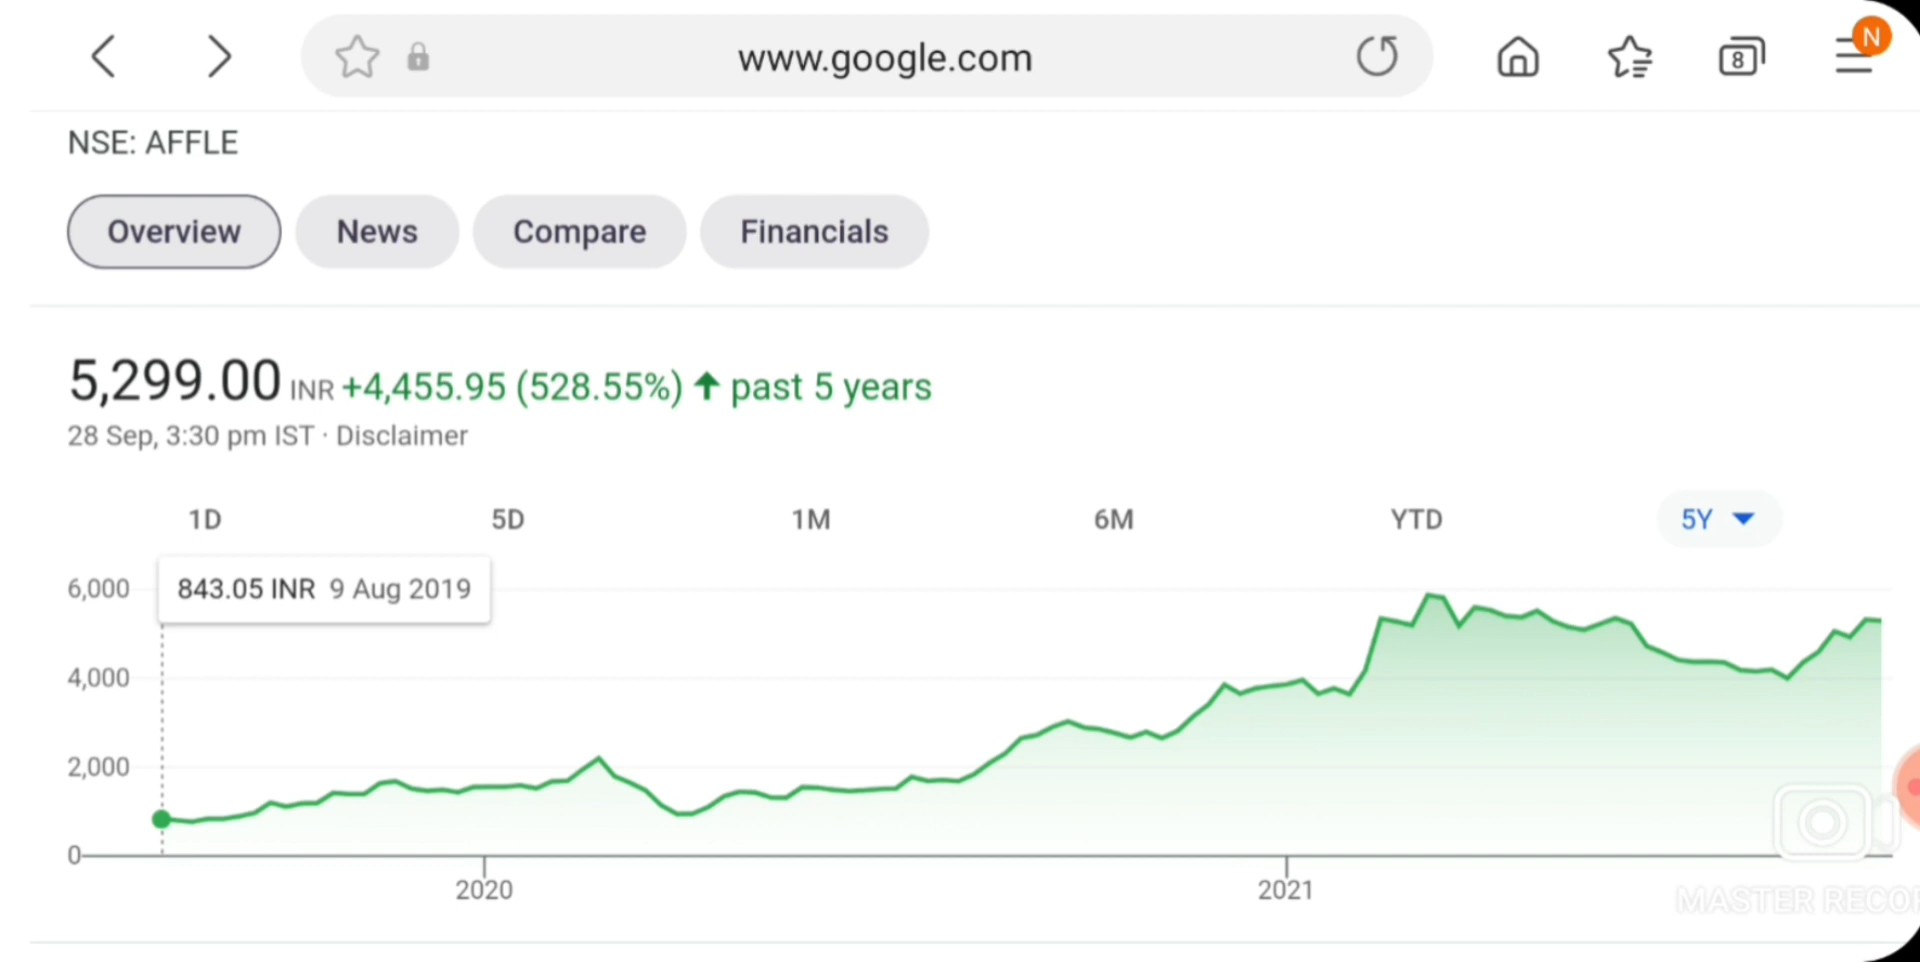 www.google.com
8
N
NSE: AFFLE
Overview News Compare Financials
5,299.00 INR +4,455.95 (528.55%) ↑ past 5 years
28 Sep, 3:30 pm IST · Disclaimer
1D 5D 1M 6M YTD 5Y
843.05 INR 9 Aug 2019
6,000
4,000
2,000
0
2020 2021
MASTER RECOR